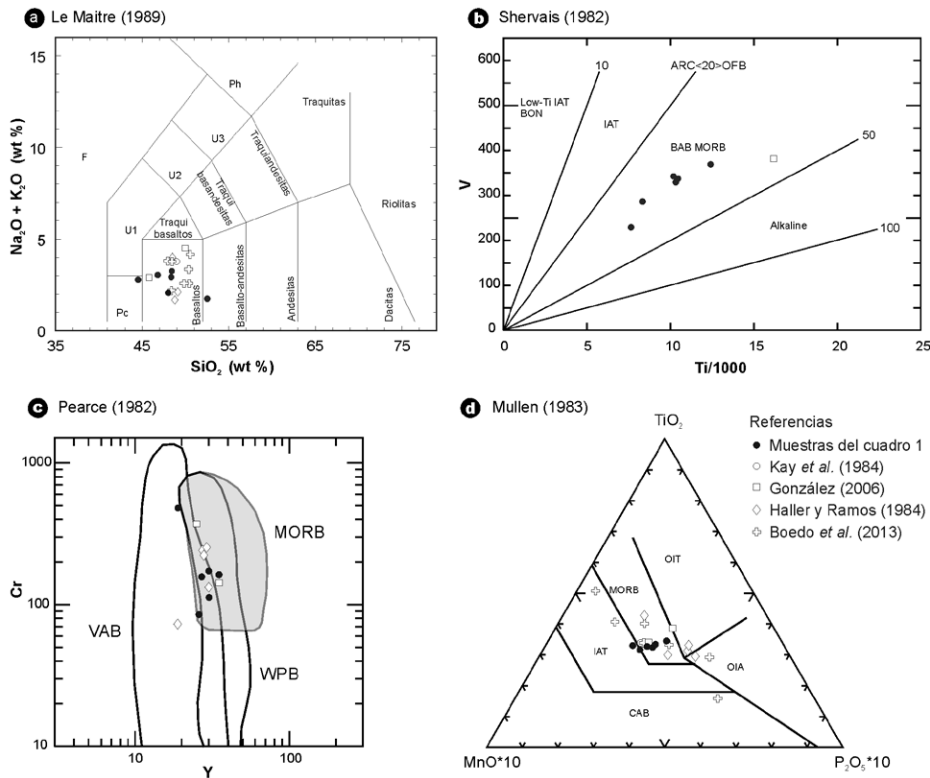 a Le Maitre (1989)
Na₂O + K₂O (wt %)
15
10
5
0
35
45
55
65
75
SiO₂ (wt %)
F
Ph
U3
U2
U1
Pc
Traquitas
Traquiandesitas
Traqui basandesitas
Traqui
basaltos
Basaltos
Basalto-andesitas
Andesitas
Dacitas
Riolitas
b Shervais (1982)
V
600
500
400
300
200
100
0
0
5
10
15
20
25
Ti/1000
10
ARC<20>OFB
50
100
Low-Ti IAT
BON
IAT
BAB MORB
Alkaline
c Pearce (1982)
Cr
1000
100
10
10
100
Y
VAB
MORB
WPB
d Mullen (1983)
TiO₂
MnO*10
P₂O₅*10
OIT
MORB
IAT
OIA
CAB
Referencias
Muestras del cuadro 1
Kay et al. (1984)
González (2006)
Haller y Ramos (1984)
Boedo et al. (2013)